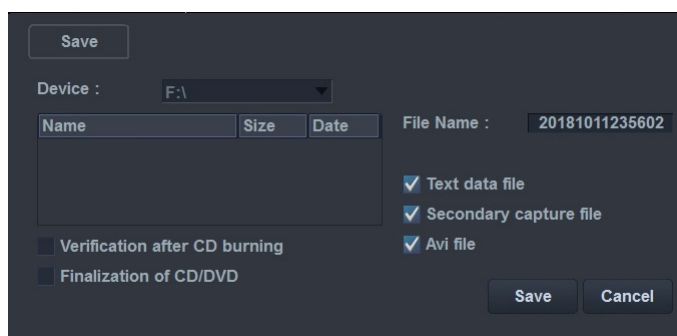 Save
Device :
F:\
Name Size Date
File Name : 20181011235602
Text data file
Secondary capture file
Verification after CD burning
Avi file
Finalization of CD/DVD
Save Cancel